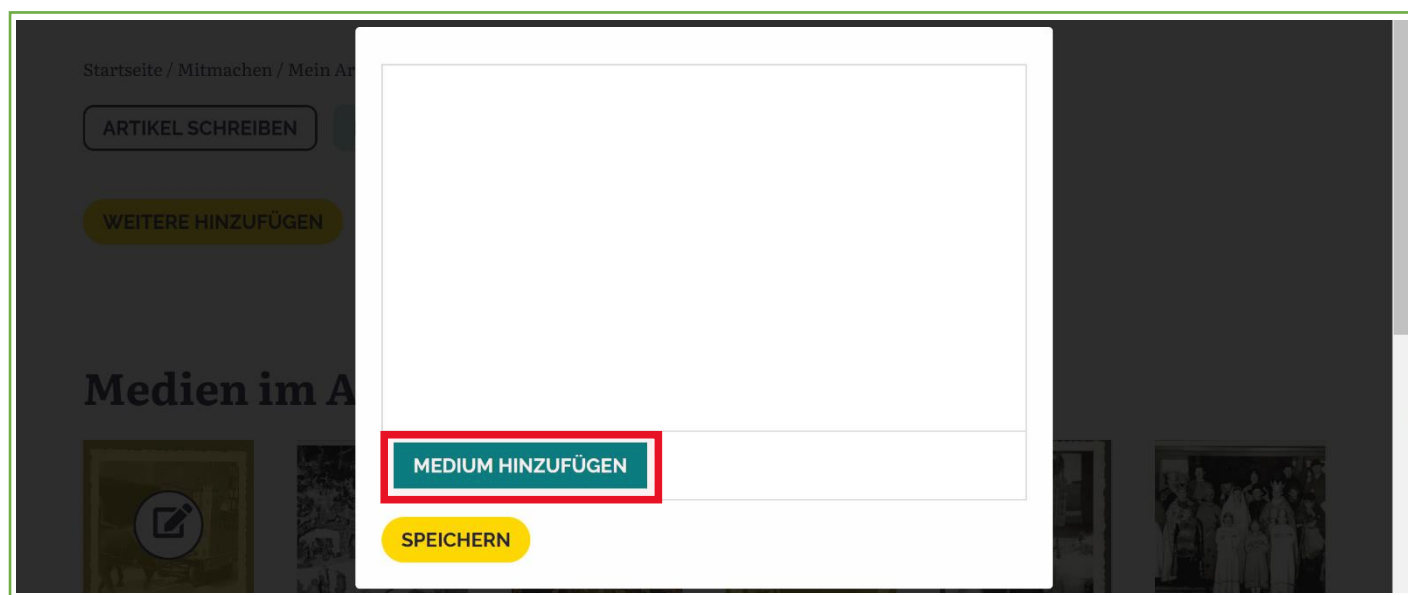 Startseite / Mitmachen / Mein Ar
ARTIKEL SCHREIBEN
WEITERE HINZUFÜGEN
Medien im A
MEDIUM HINZUFÜGEN
SPEICHERN